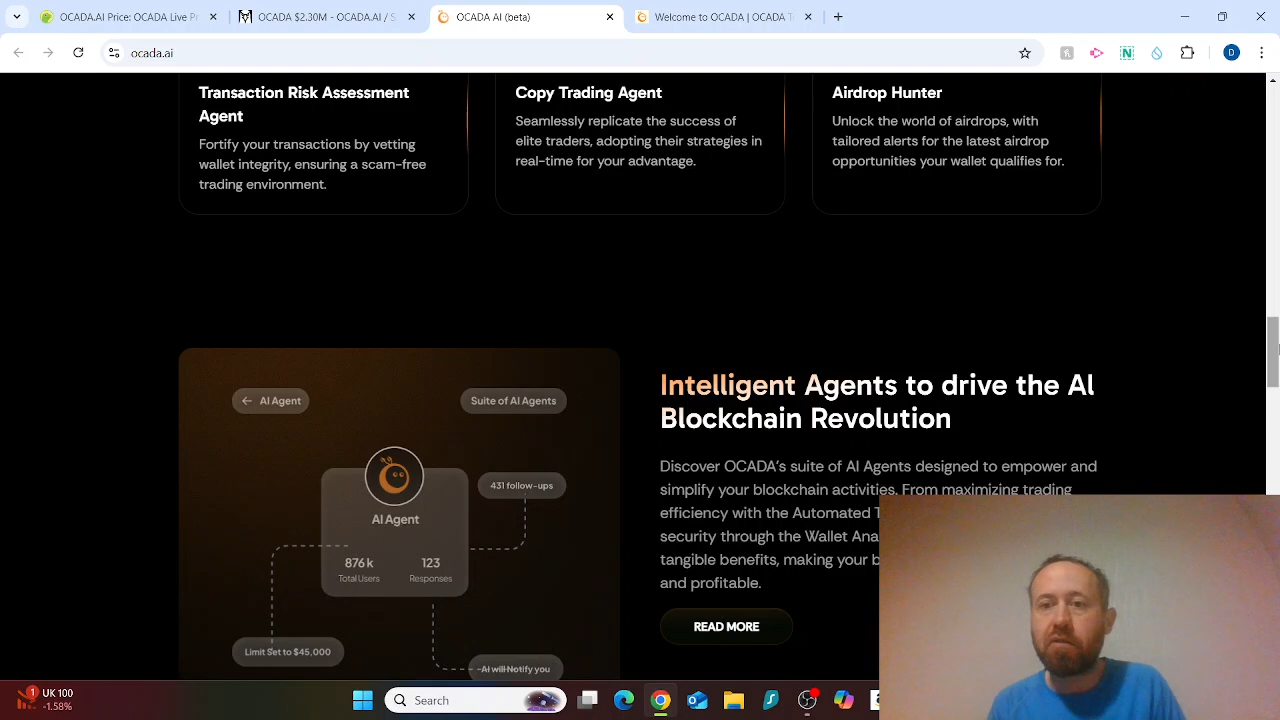 OCADA.AI OCADA Live Pr
OCADA $2.30M - OCADA.AI / S
OCADA AI (beta)
Welcome to OCADA
ocada.ai
N
D
Transaction Risk Assessment
Agent
Fortify your transactions by vetting
wallet integrity, ensuring a scam-free
trading environment.
Copy Trading Agent
Seamlessly replicate the success of
elite traders, adopting their strategies in
real-time for your advantage.
Airdrop Hunter
Unlock the world of airdrops, with
tailored alerts for the latest airdrop
opportunities your wallet qualifies for.
AI Agent
Suite of AI Agents
431 follow-ups
AI Agent
876k
Total Users
123
Responses
Limit Set to $45,000
AI will Notify you
Intelligent Agents to drive the AI
Blockchain Revolution
Discover OCADA's suite of AI Agents designed to empower and
simplify your blockchain activities. From maximizing trading
efficiency with the Automated
security through the Wallet
tangible benefits, making your
and profitable.
READ MORE
1
UK 100
-1.58%
Search